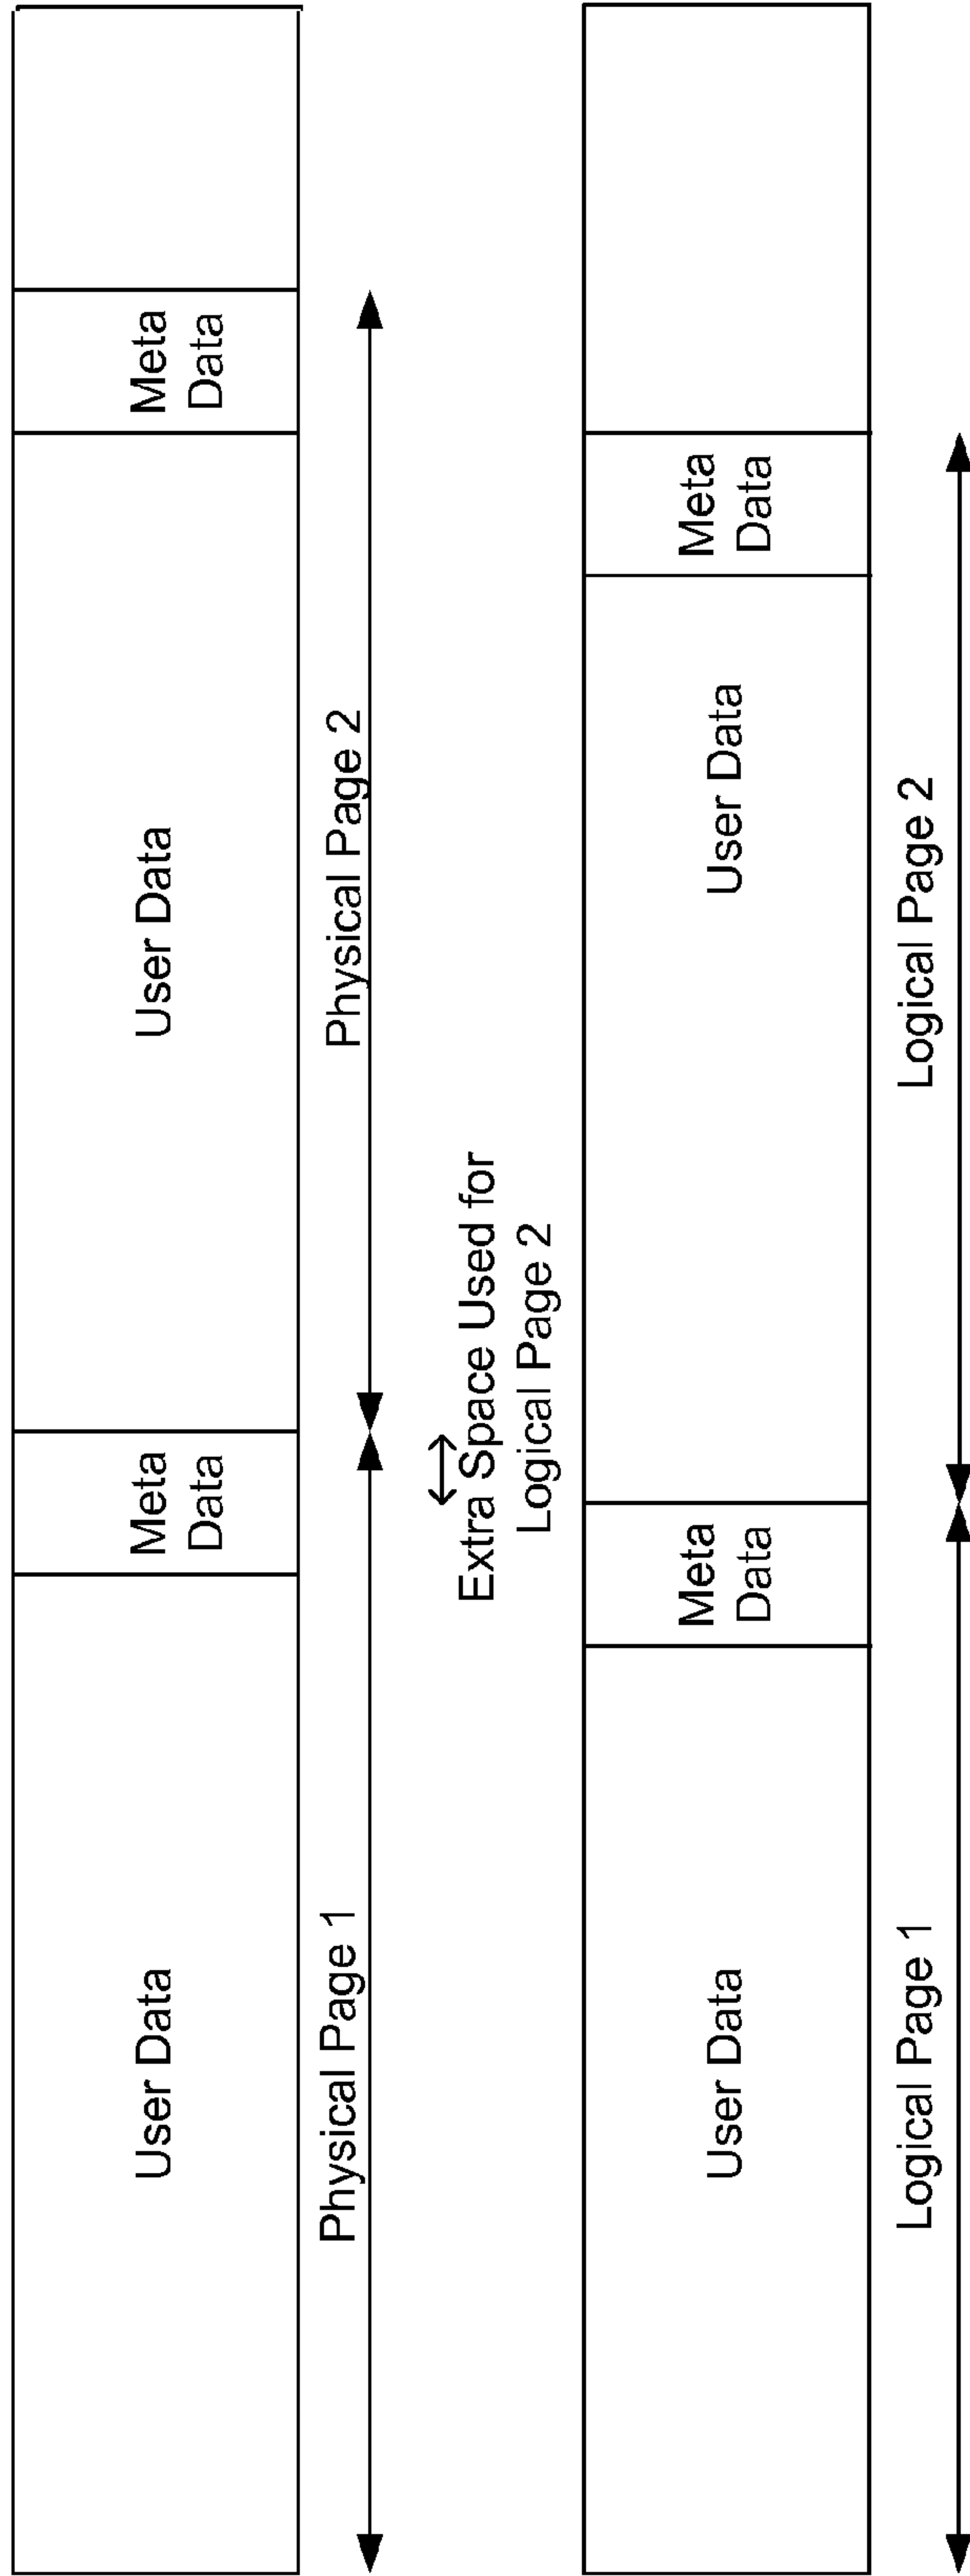 User Data
Meta
Data
User Data
Meta
Data
Physical Page 1
Physical Page 2
Extra Space Used for
Logical Page 2
User Data
Meta
Data
User Data
Meta
Data
Logical Page 1
Logical Page 2